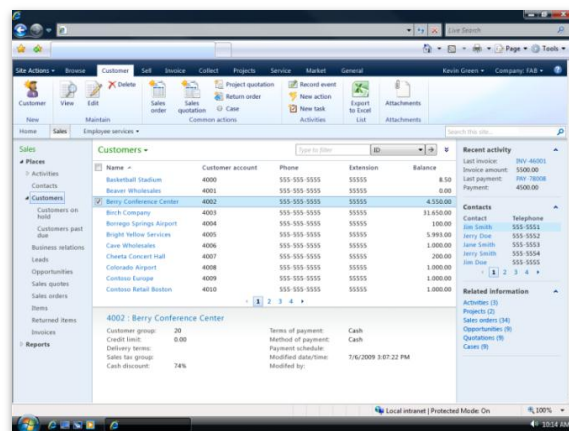 Live Search
Page Tools
Site Actions Browse Customer Sell Invoice Collect Projects Service Market General Kevin Green Company: FAB
Customer View Edit Delete Sales order Sales quotation Project quotation Return order Case Record event New action New task Export to Excel Attachments
New Maintain Common actions Activities List Attachments
Home Sales Employee services Search this site...
Sales
Places
Activities
Contacts
Customers
Customers on hold
Customers past due
Business relations
Leads
Opportunities
Sales quotes
Sales orders
Items
Returned items
Invoices
Reports
Customers Type to filter ID
Name Customer account Phone Extension Balance
Basketball Stadium 4000 555-555-5555 55555 8.50
Beaver Wholesales 4001 555-555-5555 55555 0.00
Berry Conference Center 4002 555-555-5555 55555 4.550.00
Birch Company 4003 555-555-5555 55555 31.650.00
Borrego Springs Airport 4004 555-555-5555 55555 100.00
Bright Yellow Services 4005 555-555-5555 55555 5.993.00
Cave Wholesales 4006 555-555-5555 55555 1.000.00
Cheeta Concert Hall 4007 555-555-5555 55555 200.00
Colorado Airport 4008 555-555-5555 55555 1.000.00
Contoso Europe 4009 555-555-5555 55555 1.000.00
Contoso Retail Boston 4010 555-555-5555 55555 1.000.00
1 2 3 4
4002 : Berry Conference Center
Customer group: 20 Terms of payment: Cash
Credit limit: 0.00 Method of payment: Cash
Delivery terms: Payment schedule:
Sales tax group: Modified date/time: 7/6/2009 3:07:22 PM
Cash discount: 74% Modified by:
Recent activity
Last invoice: INV-46001
Invoice amount: 5500.00
Last payment: PAY-78008
Payment: 4500.00
Contacts
Contact Telephone
Jim Smith 555-5551
Jerry Doe 555-5552
Jane Smith 555-5553
Jerry Smith 555-5554
Jim Doe 555-5555
1 2 3 4
Related information
Activities (3)
Projects (2)
Sales orders (34)
Opportunities (9)
Quotations (9)
Cases (9)
Local intranet | Protected Mode: On 100%
10:14 AM